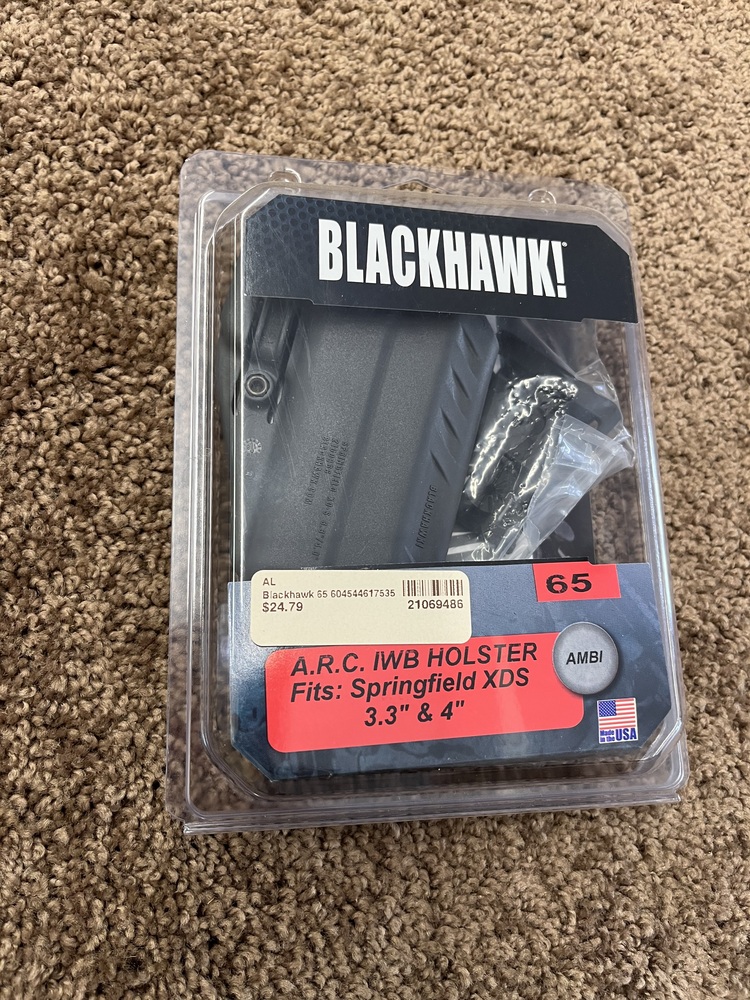 BLACKHAWK!
65
AL
Blackhawk 65 604544617535
$24.79
21069486
A.R.C. IWB HOLSTER
Fits: Springfield XDS
3.3" & 4"
AMBI
Made
in the USA